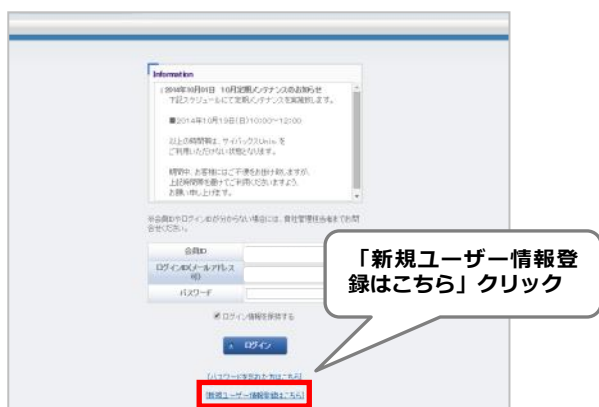 Information
2014年10月01日 10月定期メンテナンスのお知らせ
下記スケジュールにて定期メンテナンスを実施致します。
■2014年10月19日(日)10:00~12:00
以上の時間帯は、サイバックスUniv.を
ご利用いただけない状態となります。
期間中、お客様にはご不便をお掛け致しますが、
上記時間帯を避けてご利用くださいますよう、
お願い申し上げます。
※会員IDやログインIDが分からない場合には、貴社管理担当者までお問
合せください。
会員ID
ログインID(メールアドレス
可)
パスワード
ログイン情報を保持する
ログイン
[パスワードを忘れた方はこちら]
[新規ユーザー情報登録はこちら]
「新規ユーザー情報登
録はこちら」クリック